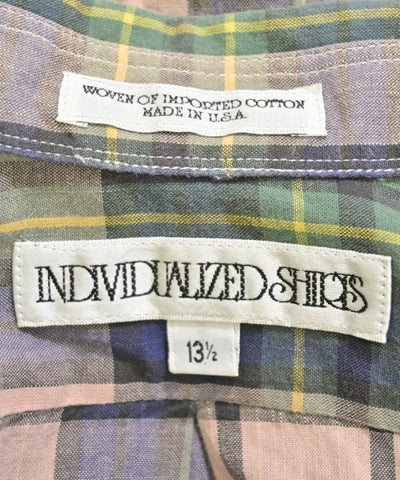 WOVEN OF IMPORTED COTTON
MADE IN U.S.A.
INDIVIDUALIZED SHIRTS
13½